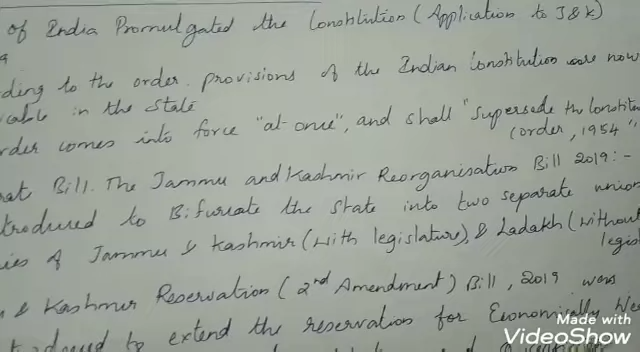 of India Promulgated the Constitution (Application to J&K)
ding to the order provisions of the Indian Constitution were now
icable in the State
rder comes into force "at once", and shall "supersede the Constitu
(order, 1954"
Bill. The Jammu and Kashmir Reorganisation Bill 2019:-
troduced to Bifurcate the State into two separate union
ies of Jammu & Kashmir (with legislature), & Ladakh (without
legis
& Kashmir Reservation (2nd Amendment) Bill, 2019 was
to extend the reservation for Economically We
Made with
VideoShow